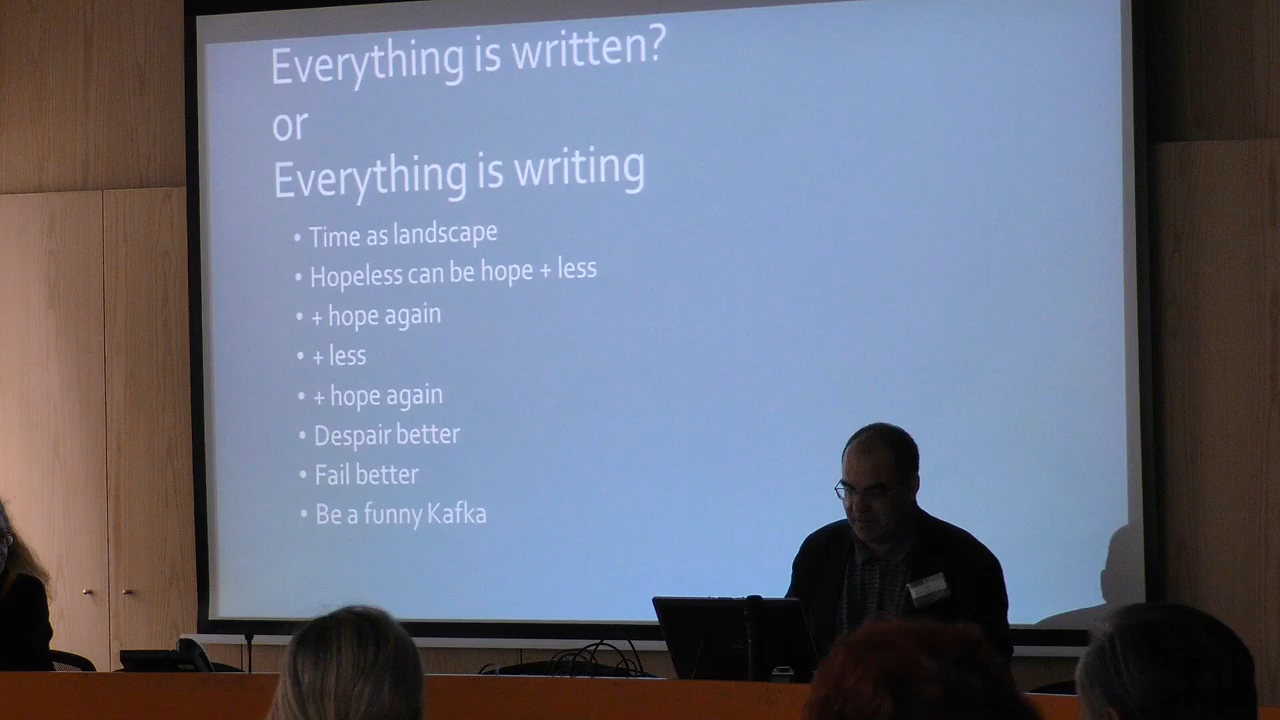 Everything is written?
or
Everything is writing
• Time as landscape
• Hopeless can be hope + less
• + hope again
• + less
• + hope again
• Despair better
• Fail better
• Be a funny Kafka